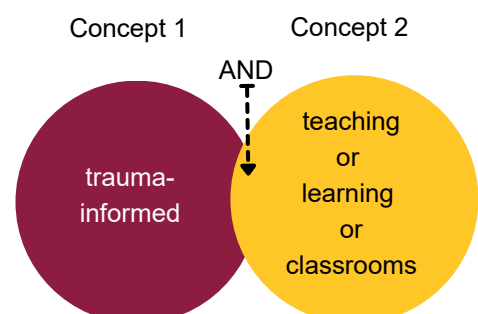 Concept 1
Concept 2
AND
trauma-
informed
teaching
or
learning
or
classrooms